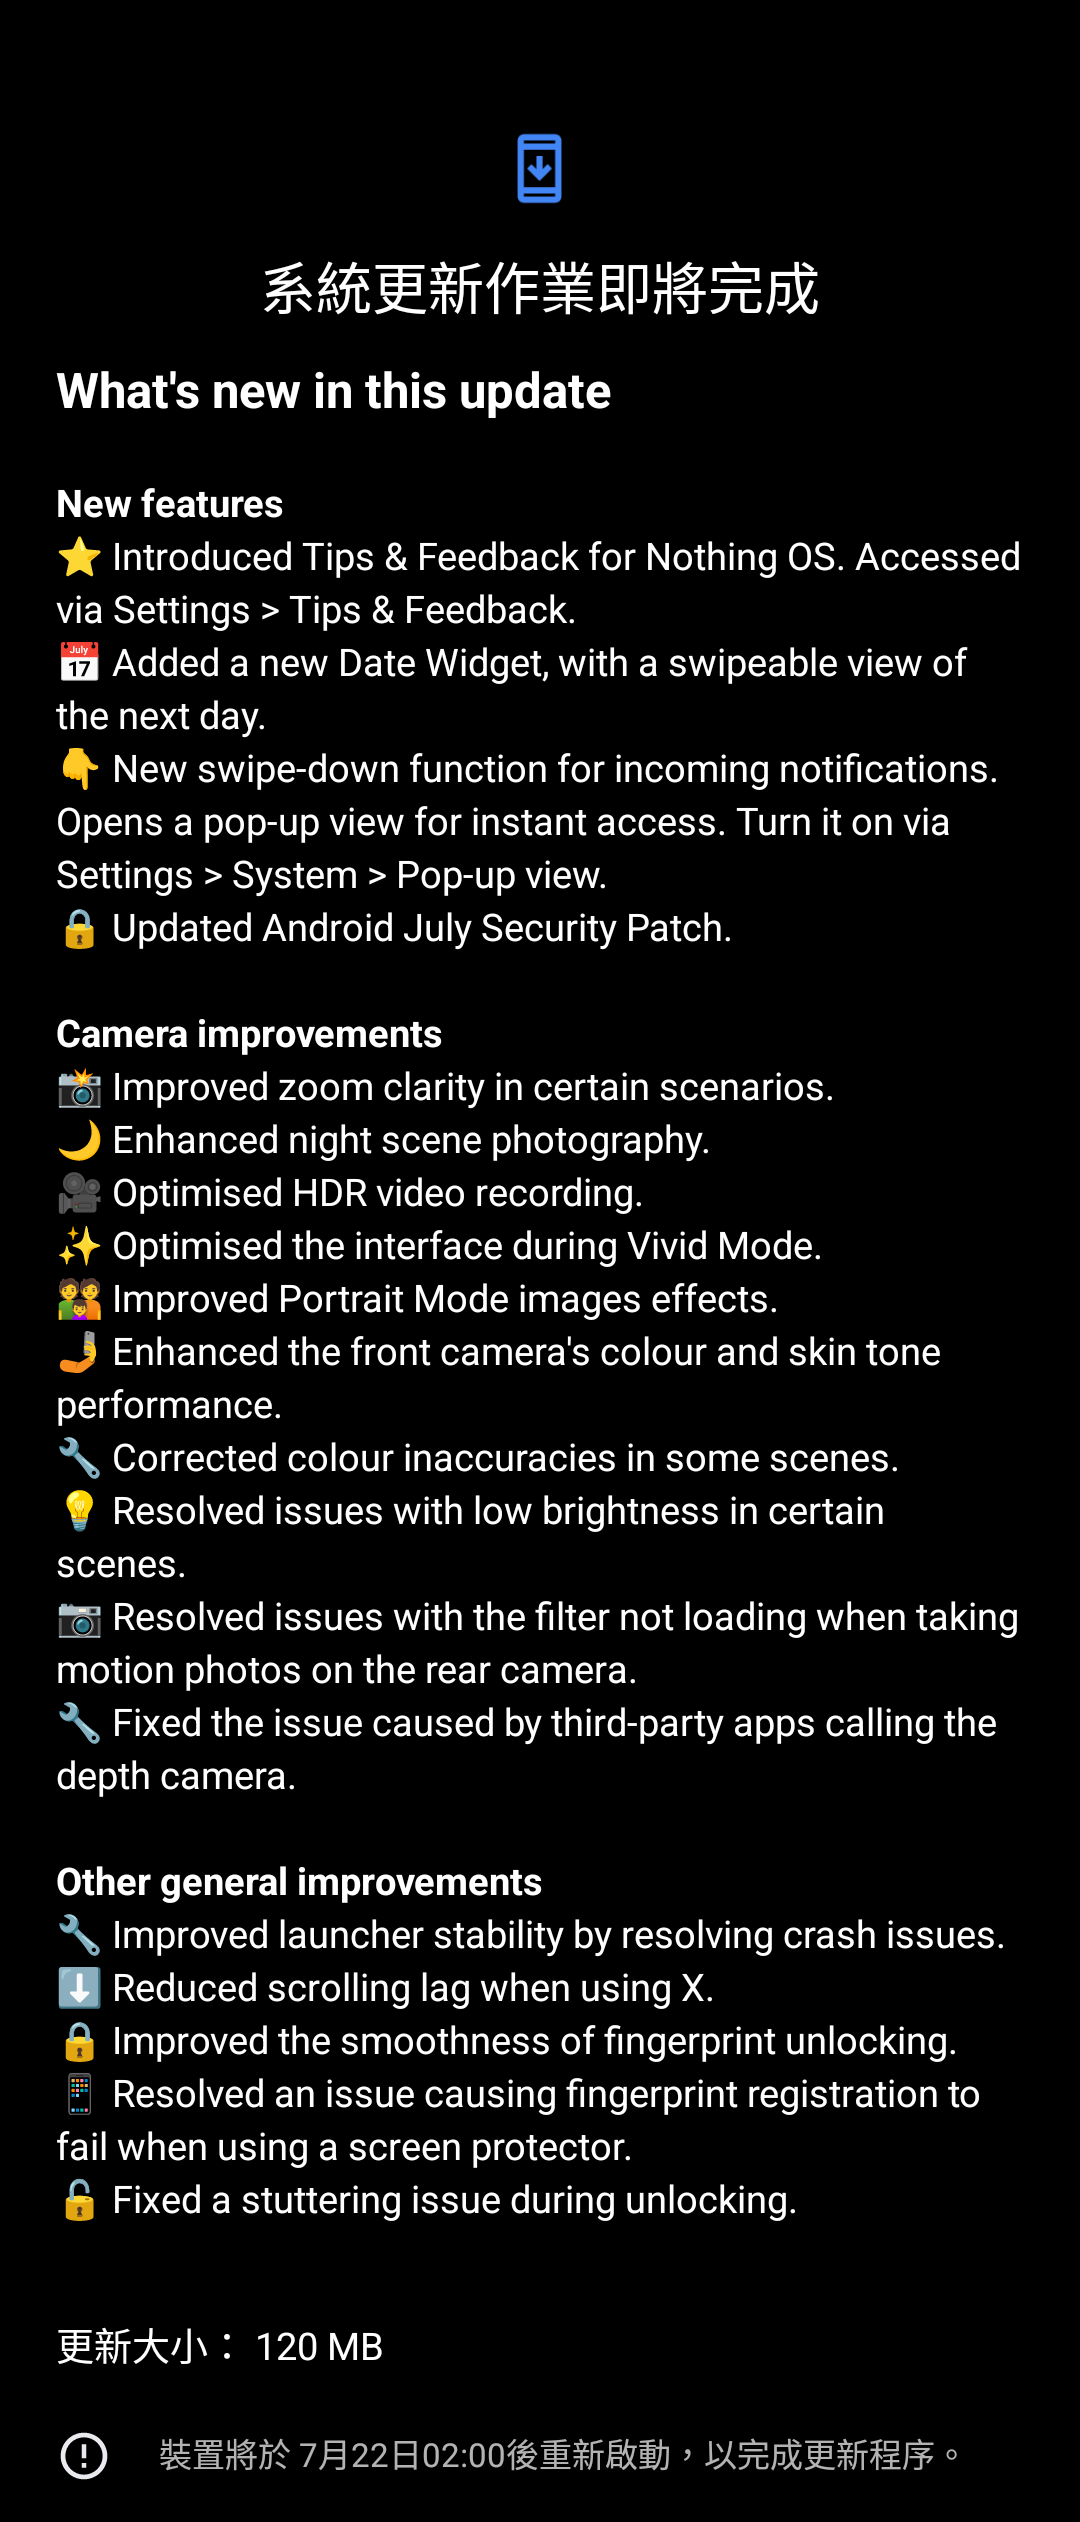 系統更新作業即將完成
What's new in this update
New features
⭐ Introduced Tips & Feedback for Nothing OS. Accessed
via Settings > Tips & Feedback.
📅 Added a new Date Widget, with a swipeable view of
the next day.
👇 New swipe-down function for incoming notifications.
Opens a pop-up view for instant access. Turn it on via
Settings > System > Pop-up view.
🔒 Updated Android July Security Patch.
Camera improvements
📸 Improved zoom clarity in certain scenarios.
🌙 Enhanced night scene photography.
🎥 Optimised HDR video recording.
✨ Optimised the interface during Vivid Mode.
👪 Improved Portrait Mode images effects.
🤳 Enhanced the front camera's colour and skin tone
performance.
🔧 Corrected colour inaccuracies in some scenes.
💡 Resolved issues with low brightness in certain
scenes.
📷 Resolved issues with the filter not loading when taking
motion photos on the rear camera.
🔧 Fixed the issue caused by third-party apps calling the
depth camera.
Other general improvements
🔧 Improved launcher stability by resolving crash issues.
⬇️ Reduced scrolling lag when using X.
🔒 Improved the smoothness of fingerprint unlocking.
📱 Resolved an issue causing fingerprint registration to
fail when using a screen protector.
🔓 Fixed a stuttering issue during unlocking.
更新大小： 120 MB
裝置將於 7月22日02:00後重新啟動，以完成更新程序。